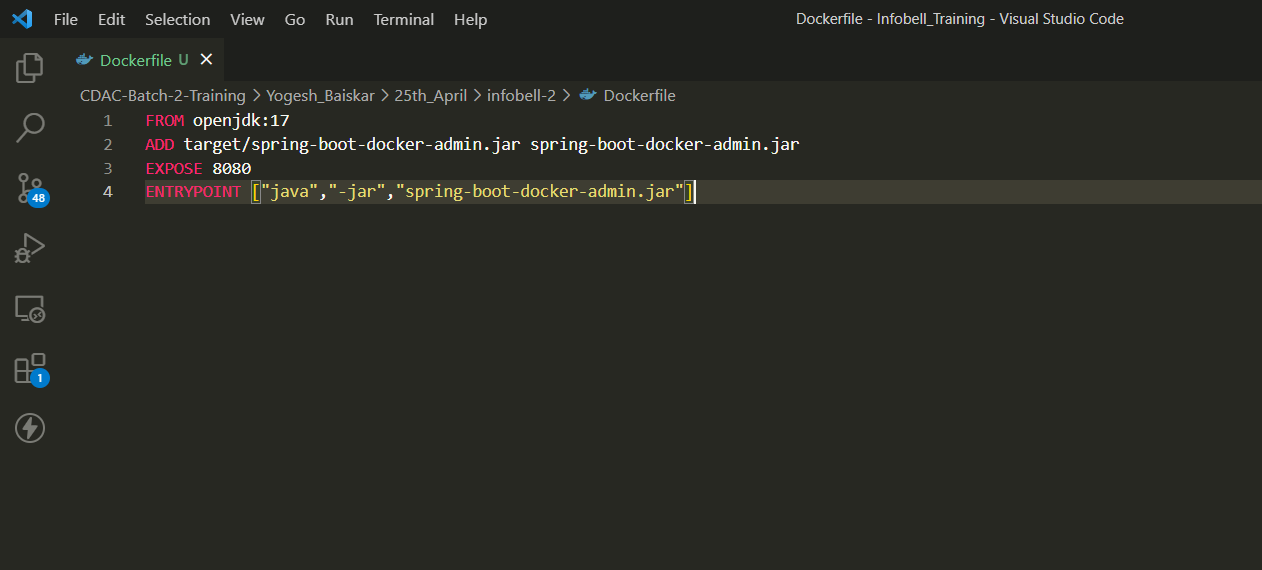 File Edit Selection View Go Run Terminal Help Dockerfile - Infobell_Training - Visual Studio Code
Dockerfile U
CDAC-Batch-2-Training > Yogesh_Baiskar > 25th_April > infobell-2 > Dockerfile
1 FROM openjdk:17
2 ADD target/spring-boot-docker-admin.jar spring-boot-docker-admin.jar
3 EXPOSE 8080
4 ENTRYPOINT ["java","-jar","spring-boot-docker-admin.jar"]
48
1